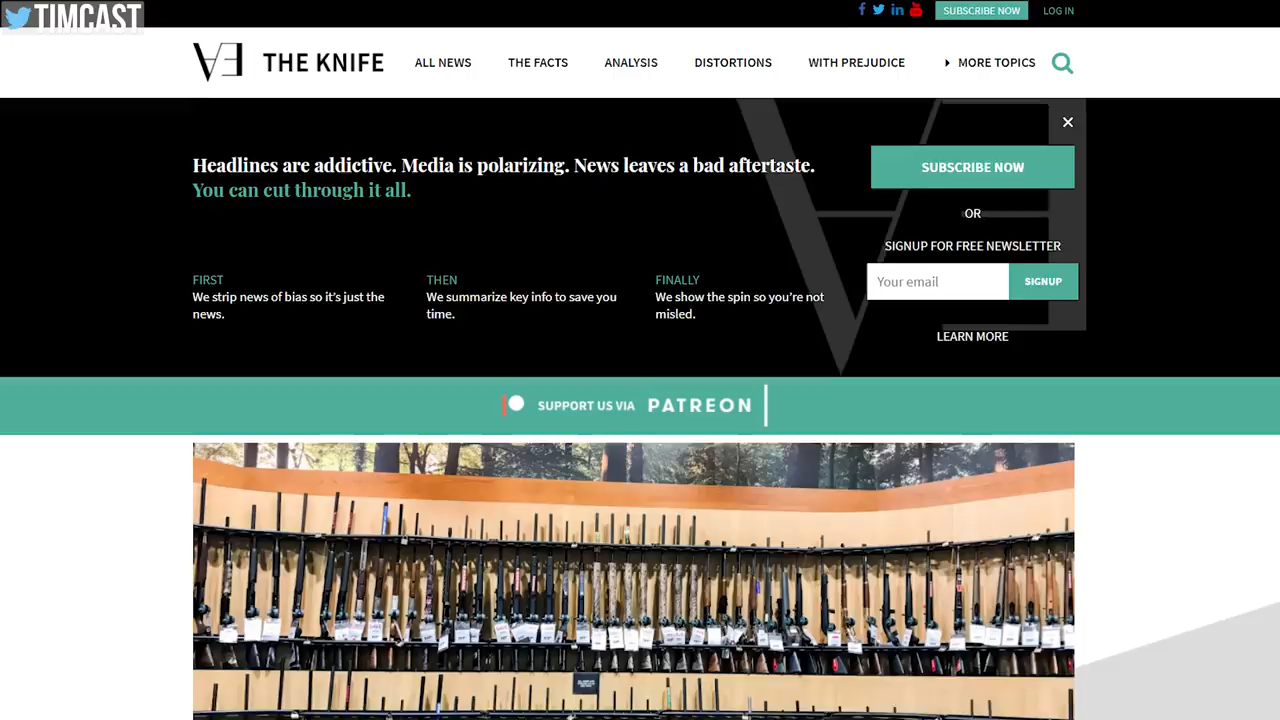 TIMCAST
SUBSCRIBE NOW LOG IN
THE KNIFE ALL NEWS THE FACTS ANALYSIS DISTORTIONS WITH PREJUDICE MORE TOPICS
Headlines are addictive. Media is polarizing. News leaves a bad aftertaste.
You can cut through it all.
SUBSCRIBE NOW
OR
SIGNUP FOR FREE NEWSLETTER
Your email SIGNUP
LEARN MORE
FIRST
We strip news of bias so it's just the
news.
THEN
We summarize key info to save you
time.
FINALLY
We show the spin so you're not
misled.
SUPPORT US VIA PATREON